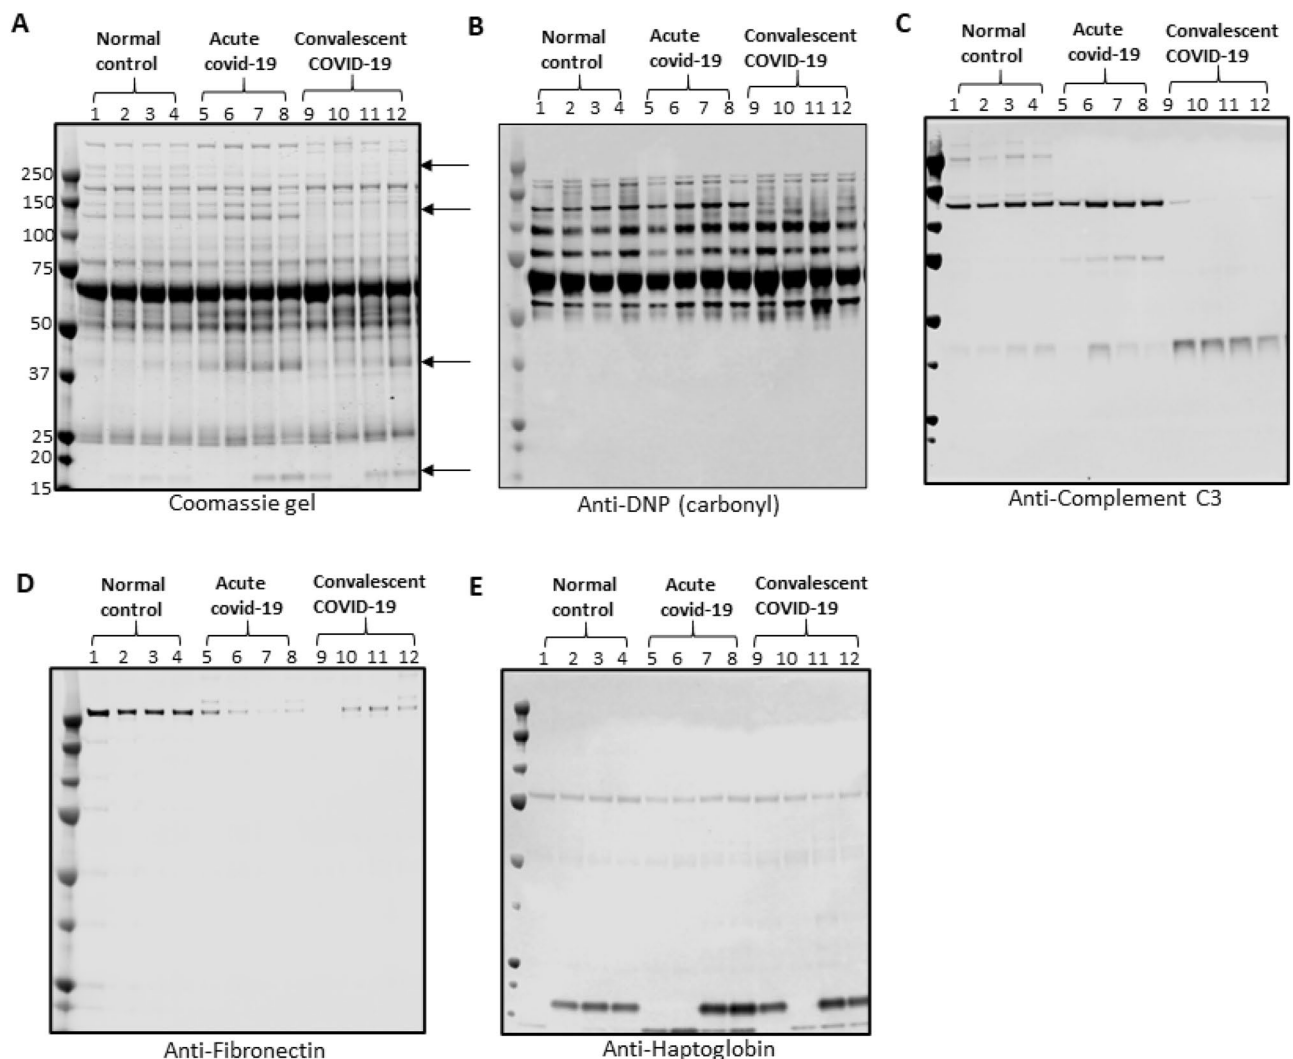 A
Normal
control
Acute
covid-19
Convalescent
COVID-19
1 2 3 4 5 6 7 8 9 10 11 12
250
150
100
75
50
37
25
20
15
Coomassie gel
B
Normal
control
Acute
covid-19
Convalescent
COVID-19
1 2 3 4 5 6 7 8 9 10 11 12
Anti-DNP (carbonyl)
C
Normal
control
Acute
covid-19
Convalescent
COVID-19
1 2 3 4 5 6 7 8 9 10 11 12
Anti-Complement C3
D
Normal
control
Acute
covid-19
Convalescent
COVID-19
1 2 3 4 5 6 7 8 9 10 11 12
Anti-Fibronectin
E
Normal
control
Acute
covid-19
Convalescent
COVID-19
1 2 3 4 5 6 7 8 9 10 11 12
Anti-Haptoglobin